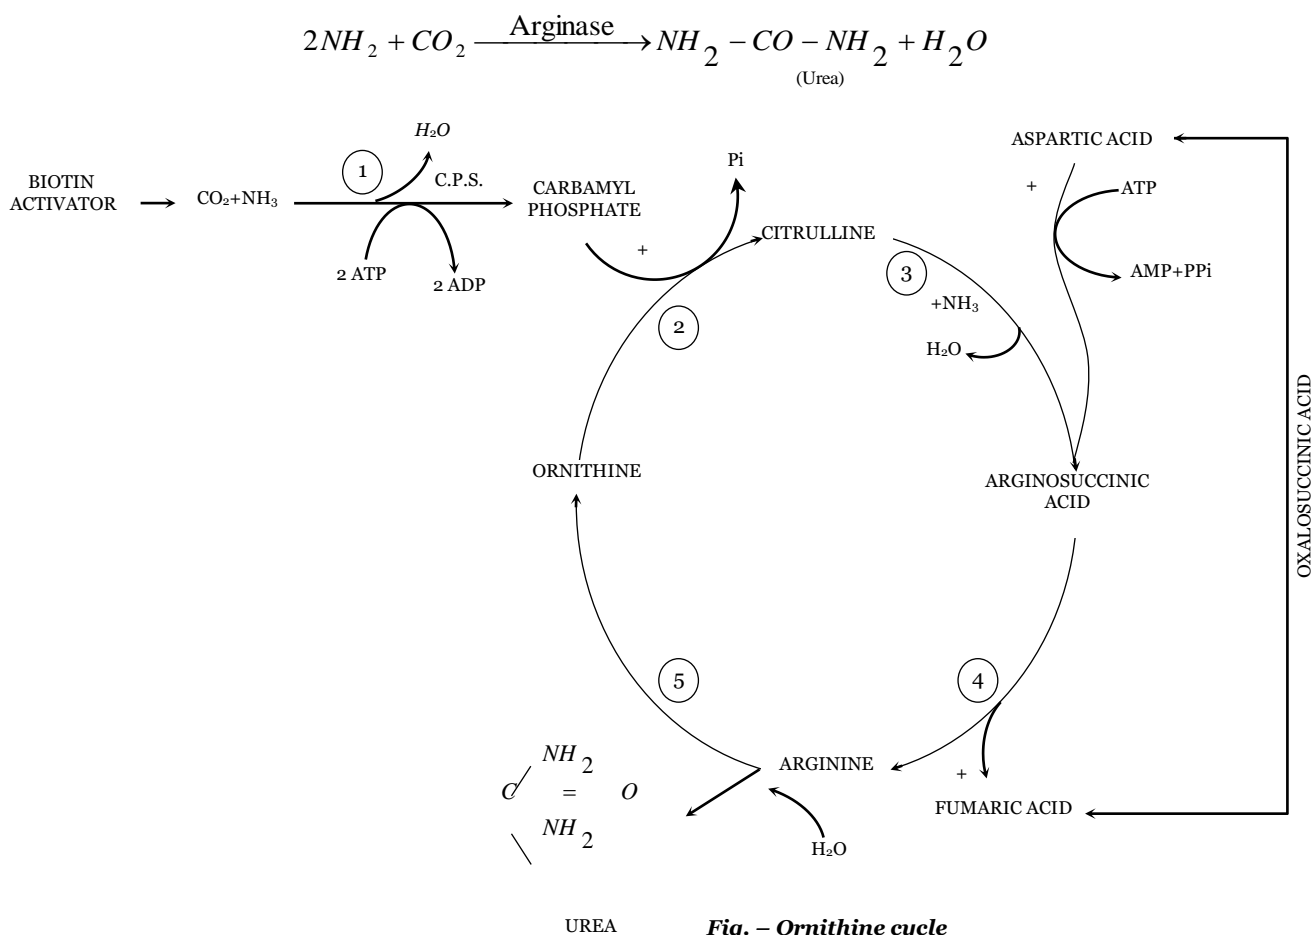 2NH₂ + CO₂ Arginase NH₂ – CO – NH₂ + H₂O
(Urea)
H₂O
1
C.P.S.
BIOTIN
ACTIVATOR
CO₂+NH₃
2 ATP
2 ADP
CARBAMYL
PHOSPHATE
+
Pi
2
CITRULLINE
3
+NH₃
H₂O
ASPARTIC ACID
+
ATP
AMP+PPi
OXALOSUCCINIC ACID
ORNITHINE
ARGINOSUCCINIC
ACID
5
4
ARGININE
+
FUMARIC ACID
H₂O
NH₂
C = O
NH₂
UREA
Fig. – Ornithine cycle